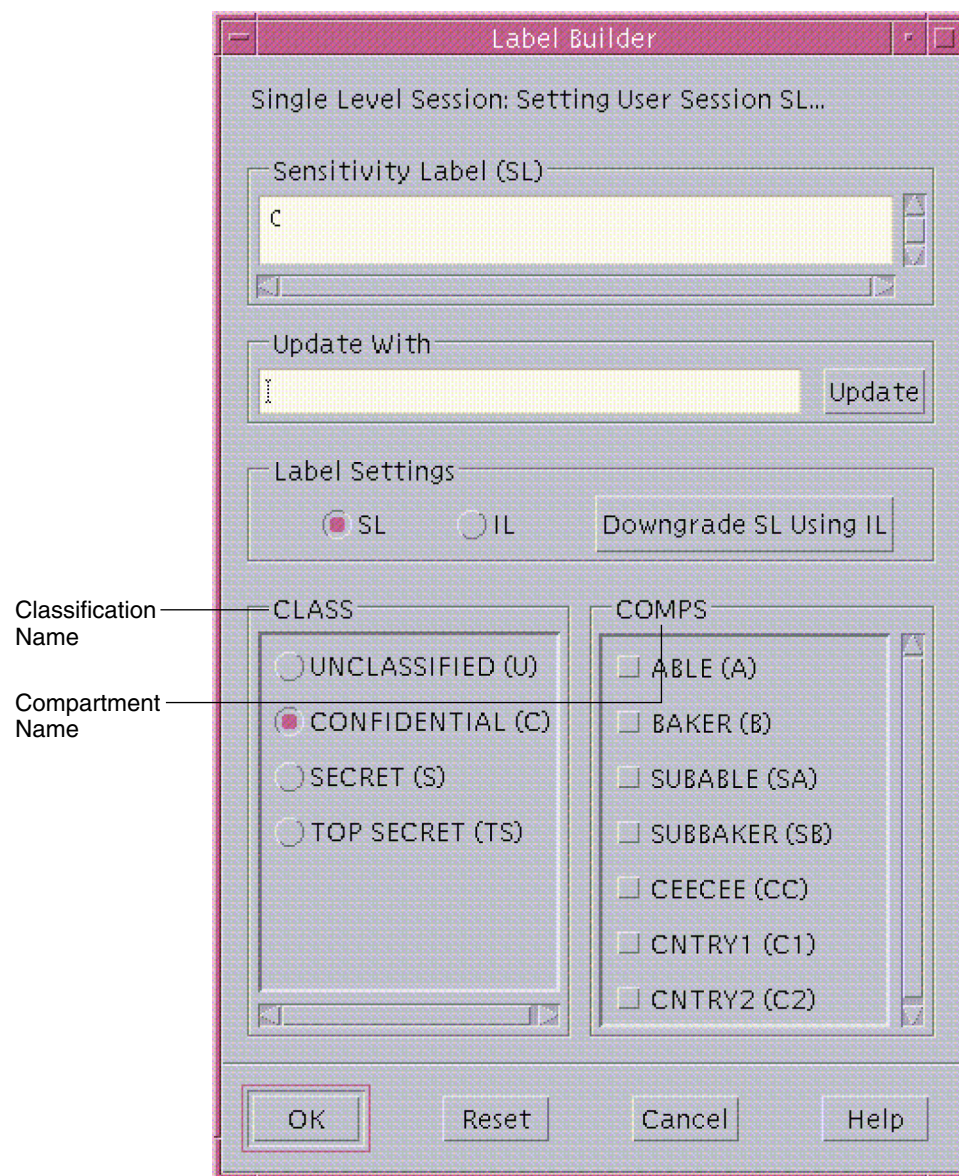 Label Builder
Single Level Session: Setting User Session SL...
Sensitivity Label (SL)
C
Update With
Update
Label Settings
SL
IL
Downgrade SL Using IL
Classification
Name
CLASS
COMPS
UNCLASSIFIED (U)
ABLE (A)
Compartment
Name
CONFIDENTIAL (C)
BAKER (B)
SECRET (S)
SUBABLE (SA)
TOP SECRET (TS)
SUBBAKER (SB)
CEECEE (CC)
CNTRY1 (C1)
CNTRY2 (C2)
OK
Reset
Cancel
Help